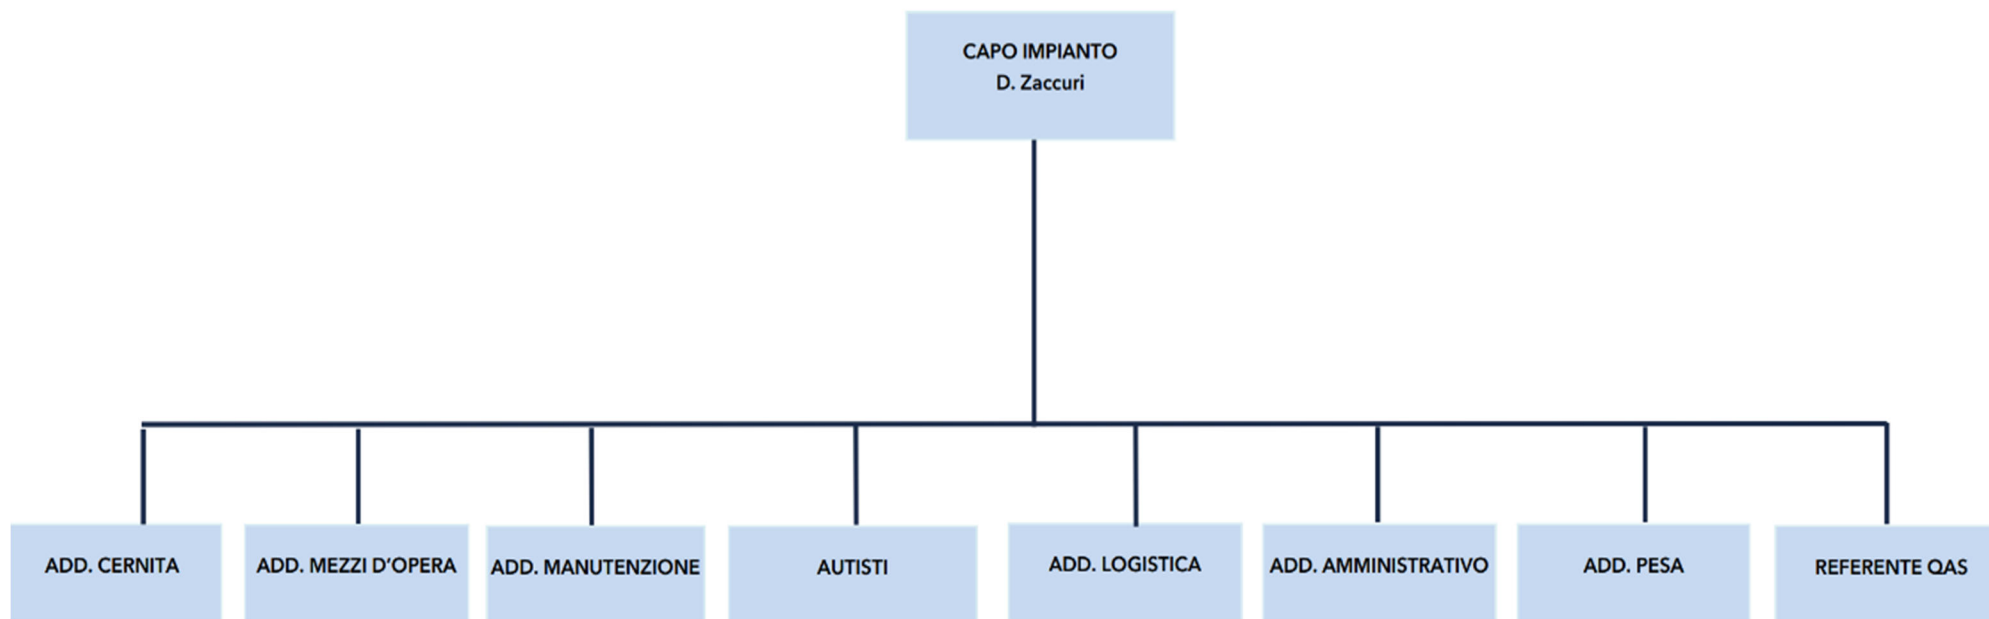 CAPO IMPIANTO
D. Zaccuri
ADD. CERNITA
ADD. MEZZI D'OPERA
ADD. MANUTENZIONE
AUTISTI
ADD. LOGISTICA
ADD. AMMINISTRATIVO
ADD. PESA
REFERENTE QAS